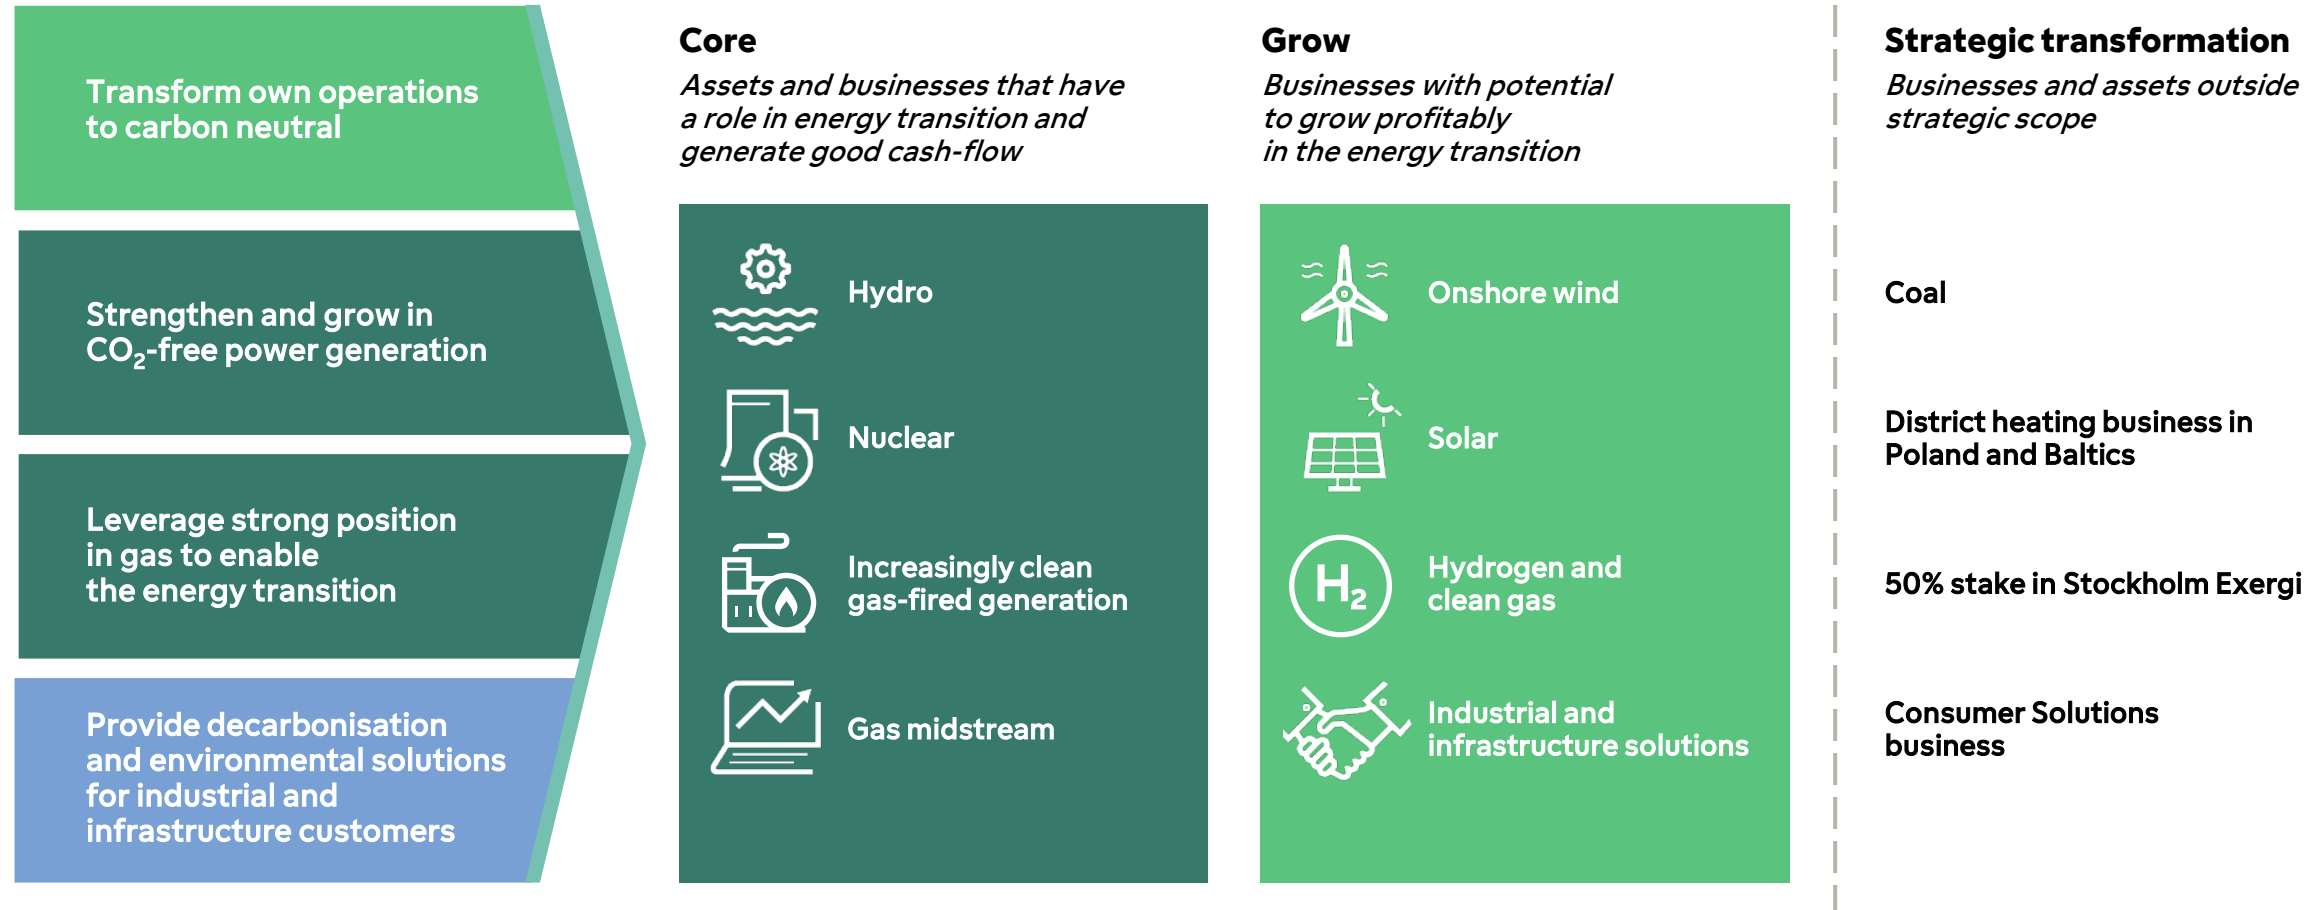 Transform own operations
to carbon neutral
Strengthen and grow in
CO₂-free power generation
Leverage strong position
in gas to enable
the energy transition
Provide decarbonisation
and environmental solutions
for industrial and
infrastructure customers
Core
Assets and businesses that have
a role in energy transition and
generate good cash-flow
Hydro
Nuclear
Increasingly clean
gas-fired generation
Gas midstream
Grow
Businesses with potential
to grow profitably
in the energy transition
Onshore wind
Solar
H₂
Hydrogen and
clean gas
Industrial and
infrastructure solutions
Strategic transformation
Businesses and assets outside
strategic scope
Coal
District heating business in
Poland and Baltics
50% stake in Stockholm Exergi
Consumer Solutions
business